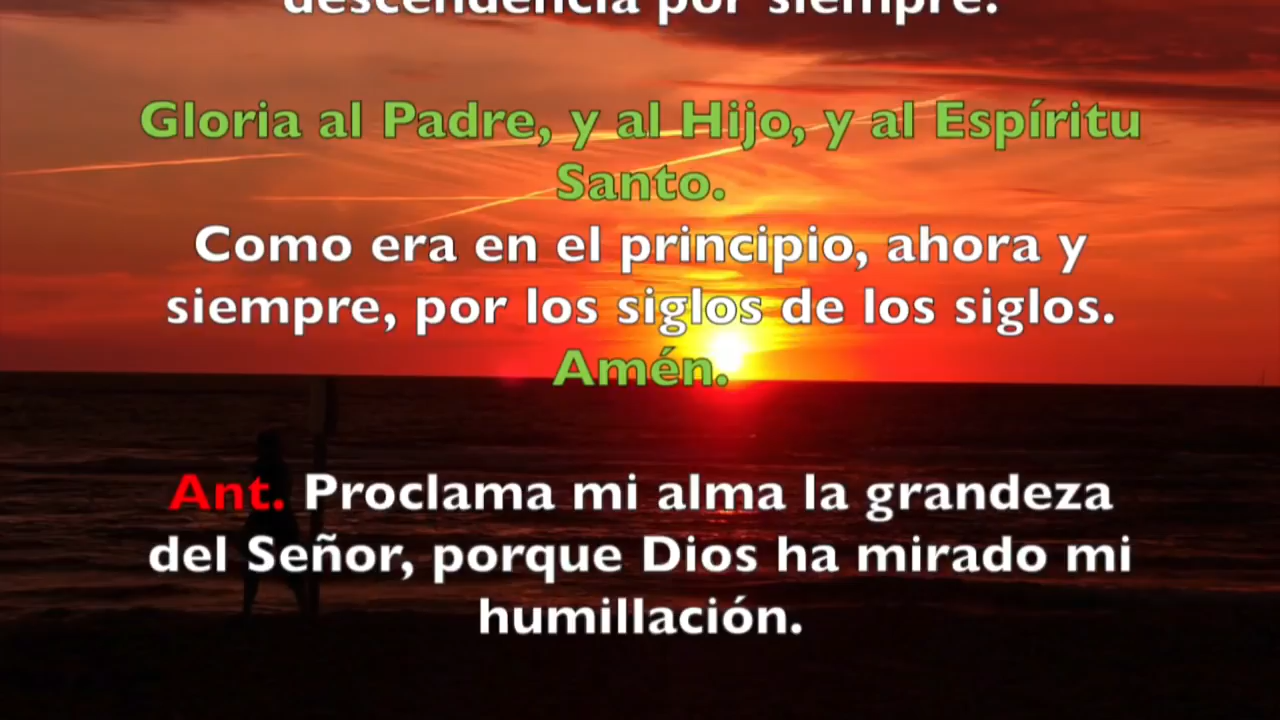 descendencia por siempre.
Gloria al Padre, y al Hijo, y al Espíritu
Santo.
Como era en el principio, ahora y
siempre, por los siglos de los siglos.
Amén.
Ant. Proclama mi alma la grandeza
del Señor, porque Dios ha mirado mi
humillación.